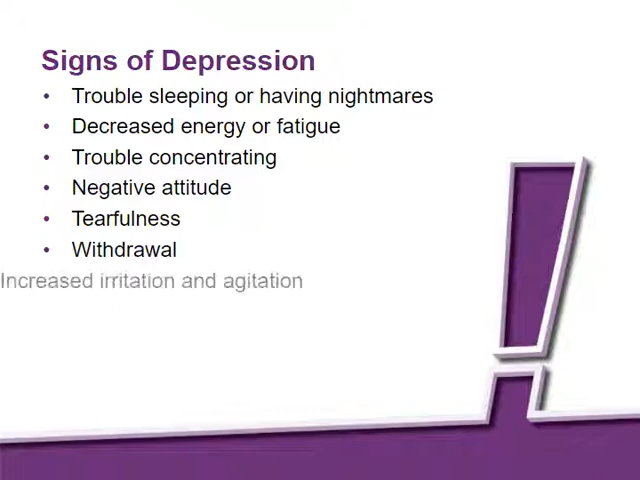 Signs of Depression
• Trouble sleeping or having nightmares
• Decreased energy or fatigue
• Trouble concentrating
• Negative attitude
• Tearfulness
• Withdrawal
Increased irritation and agitation